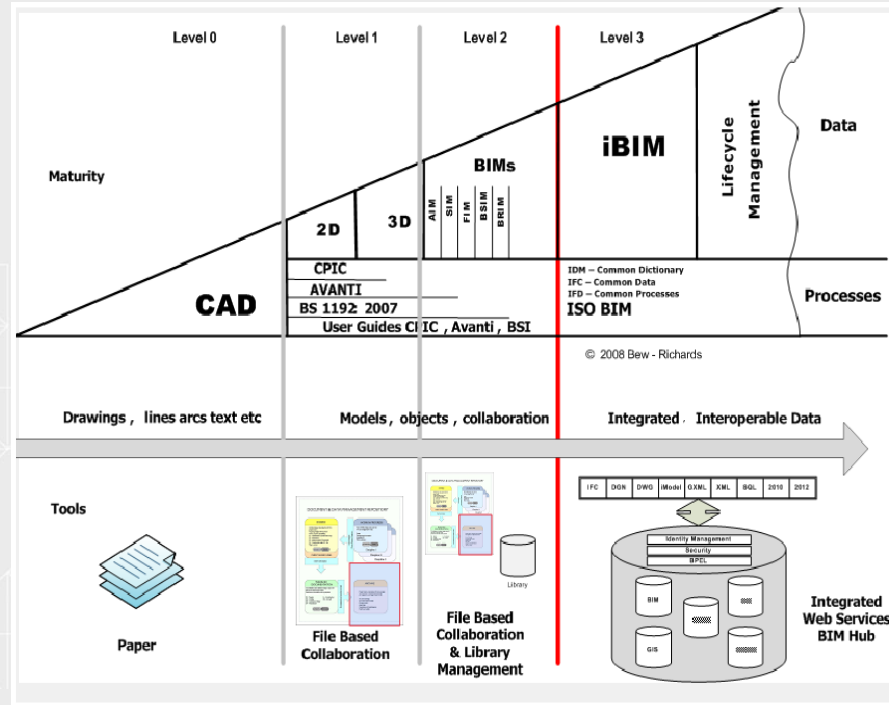 Level 0
Level 1
Level 2
Level 3
Maturity
Data
iBIM
BIMs
Lifecycle
Management
2D
3D
AIM
SIM
FIM
BSIM
BRIM
CAD
CPIC
AVANTI
BS 1192: 2007
User Guides CPIC , Avanti , BSI
IDM – Common Dictionary
IFC – Common Data
IFD – Common Processes
ISO BIM
Processes
© 2008 Bew - Richards
Drawings , lines arcs text etc
Models , objects , collaboration
Integrated , Interoperable Data
Tools
IFC
DGN
DWG
iModel
GXML
XML
2010
2012
Identity Management
Security
BIM
GIS
Library
Paper
File Based
Collaboration
File Based
Collaboration
& Library
Management
Integrated
Web Services
BIM Hub